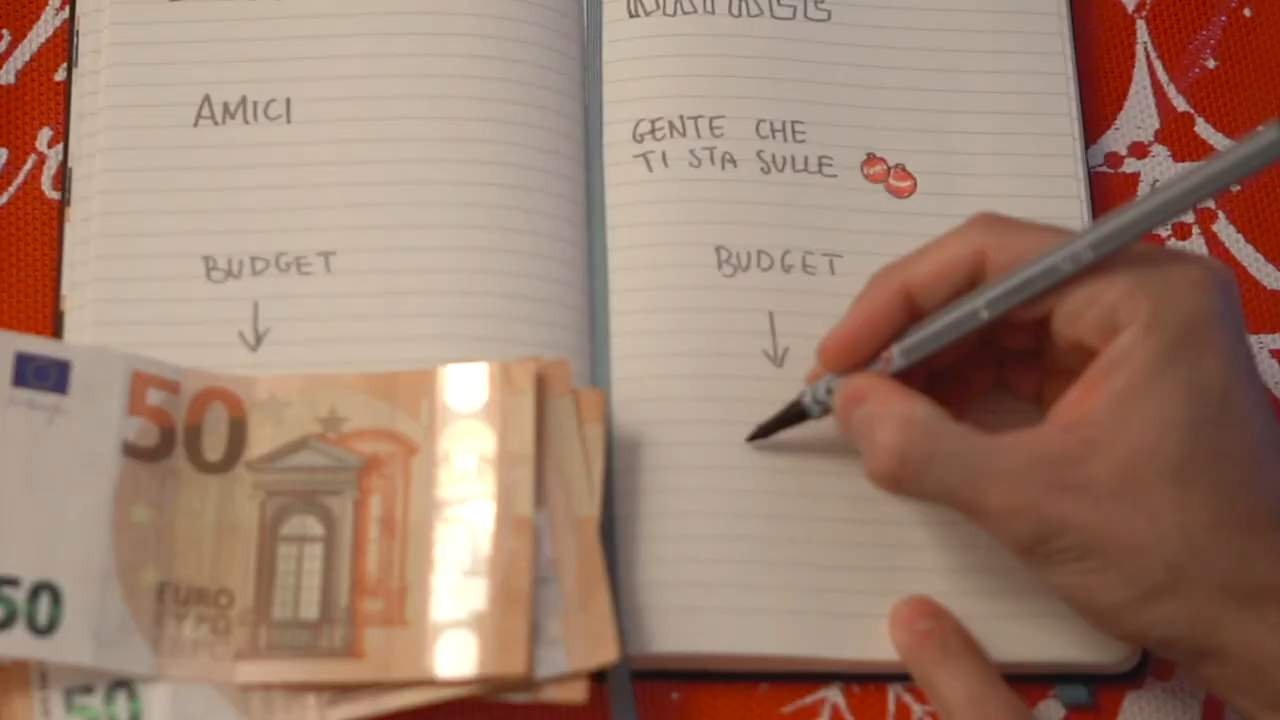 AMICI
BUDGET
GENTE CHE
TI STA SULLE
BUDGET
50
EURO
50
50